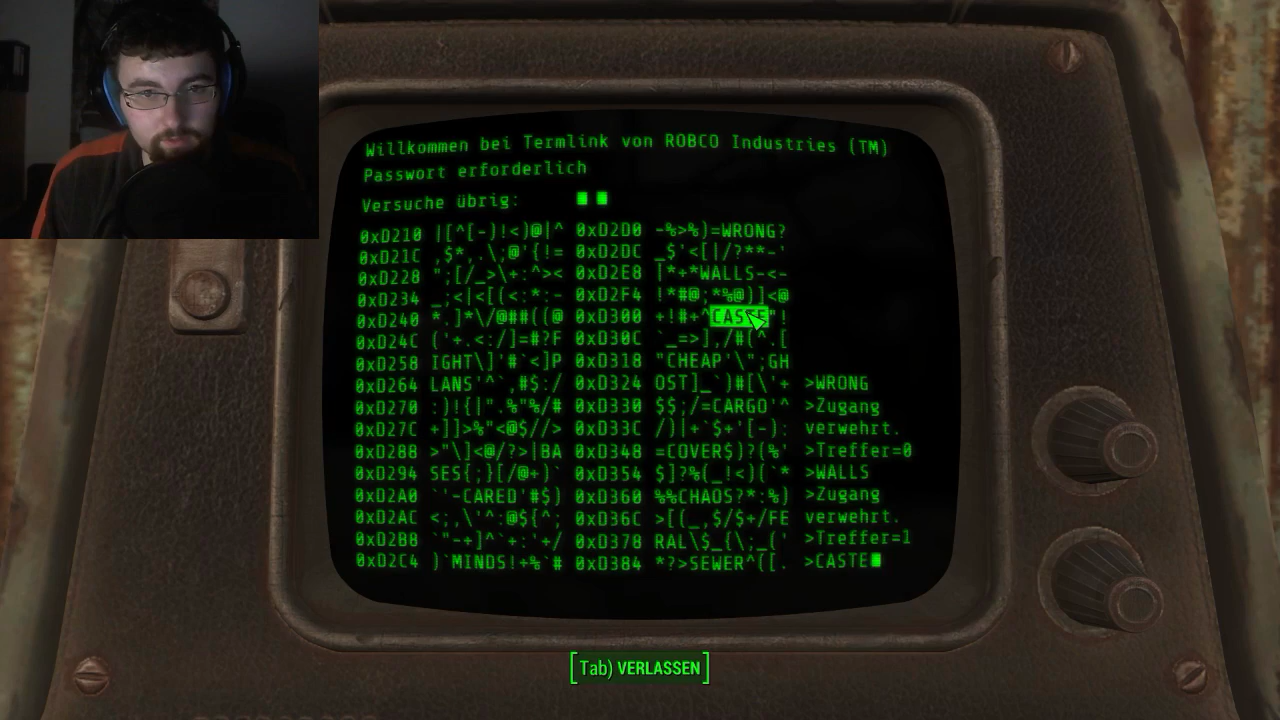 Willkommen bei Termlink von ROBCO Industries (TM)
Passwort erforderlich
Versuche übrig: ■ ■
0xD210 |[^[-)!<)@|^ 0xD2D0 -%>%)=WRONG?
0xD21C ,$*,.\;@'{!= 0xD2DC _$'<[|/?**-'
0xD228 ";[/_>\+:^>< 0xD2E8 |*+*WALLS-<-
0xD234 _;<|<[(<:*:- 0xD2F4 !*#@;*%@)]<@
0xD240 *.]*\/@##((@ 0xD300 +!#+^CASTE"!
0xD24C ('+.<:/]=#?F 0xD30C `_=>],/#(^.[
0xD258 IGHT\]'#`<]P 0xD318 "CHEAP'\";GH
0xD264 LANS'^`,#$:/ 0xD324 OST]_`)#[\'+ >WRONG
0xD270 :)!{|".%"%/# 0xD330 $$;/=CARGO'^ >Zugang
0xD27C +]]>%"<@$//> 0xD33C /)|+`$+'[-): verwehrt.
0xD288 >"\]<@/?>|BA 0xD348 =COVER$)?(%' >Treffer=0
0xD294 SES{;}[/@+)` 0xD354 $]?%(_!<)(`* >WALLS
0xD2A0 `'-CARED'#$) 0xD360 %%CHAOS?*:%) >Zugang
0xD2AC <;,\'^:@${^; 0xD36C >[(_,$/$+/FE verwehrt.
0xD2B8 `"-+]^`+:'+/ 0xD378 RAL\$_{\;_(' >Treffer=1
0xD2C4 )`MINDS!+%`# 0xD384 *?>SEWER^([. >CASTE■
[Tab) VERLASSEN]